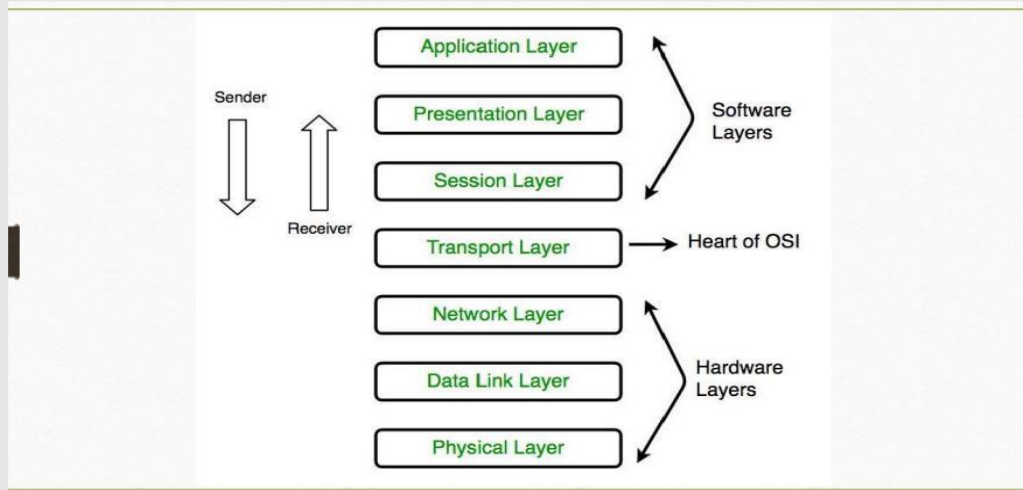 Application Layer
Sender
Presentation Layer
Software
Layers
Session Layer
Receiver
Transport Layer
Heart of OSI
Network Layer
Hardware
Layers
Data Link Layer
Physical Layer